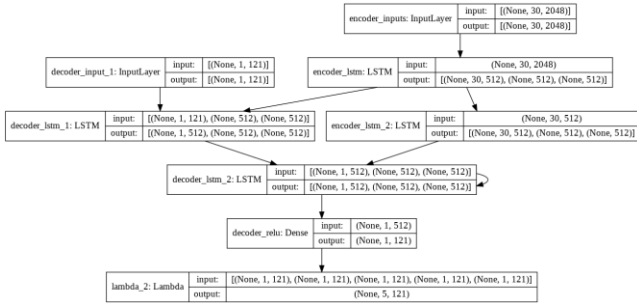 encoder_inputs: InputLayer input: [(None, 30, 2048)]
output: [(None, 30, 2048)]
decoder_input_1: InputLayer input: [(None, 1, 121)]
output: [(None, 1, 121)]
encoder_lstm: LSTM input: (None, 30, 2048)
output: [(None, 30, 512), (None, 512), (None, 512)]
decoder_lstm_1: LSTM input: [(None, 1, 121), (None, 512), (None, 512)]
output: [(None, 1, 512), (None, 512), (None, 512)]
encoder_lstm_2: LSTM input: (None, 30, 512)
output: [(None, 30, 512), (None, 512), (None, 512)]
decoder_lstm_2: LSTM input: [(None, 1, 512), (None, 512), (None, 512)]
output: [(None, 1, 512), (None, 512), (None, 512)]
decoder_relu: Dense input: (None, 1, 512)
output: (None, 1, 121)
lambda_2: Lambda input: [(None, 1, 121), (None, 1, 121), (None, 1, 121), (None, 1, 121), (None, 1, 121)]
output: (None, 5, 121)